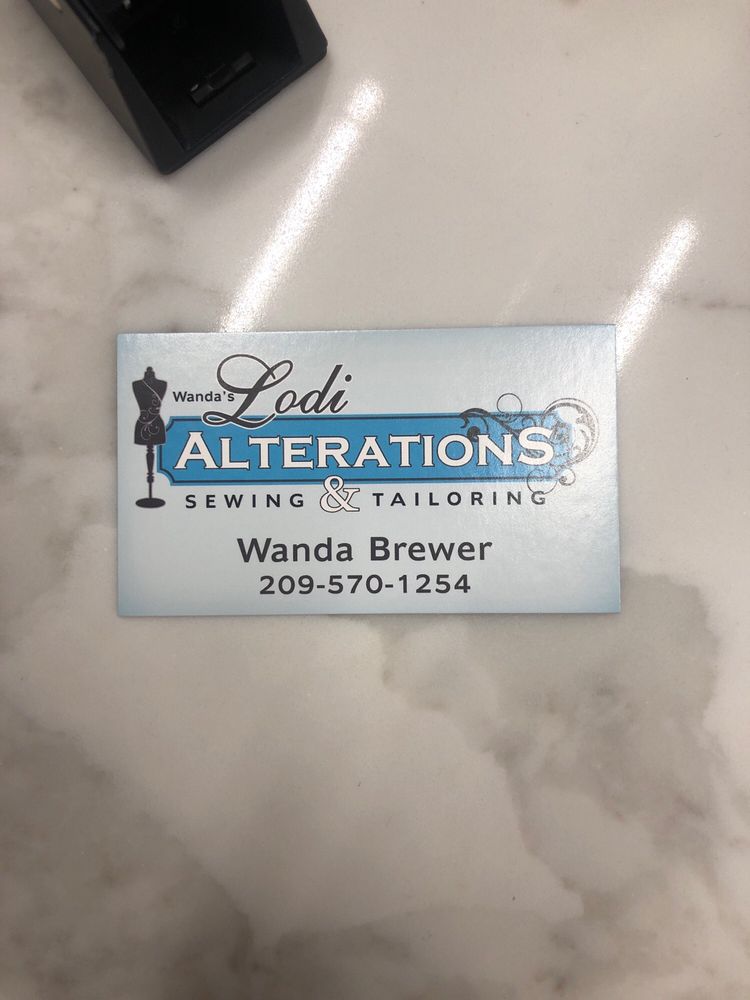 Wanda's Lodi
ALTERATIONS
SEWING & TAILORING
Wanda Brewer
209-570-1254